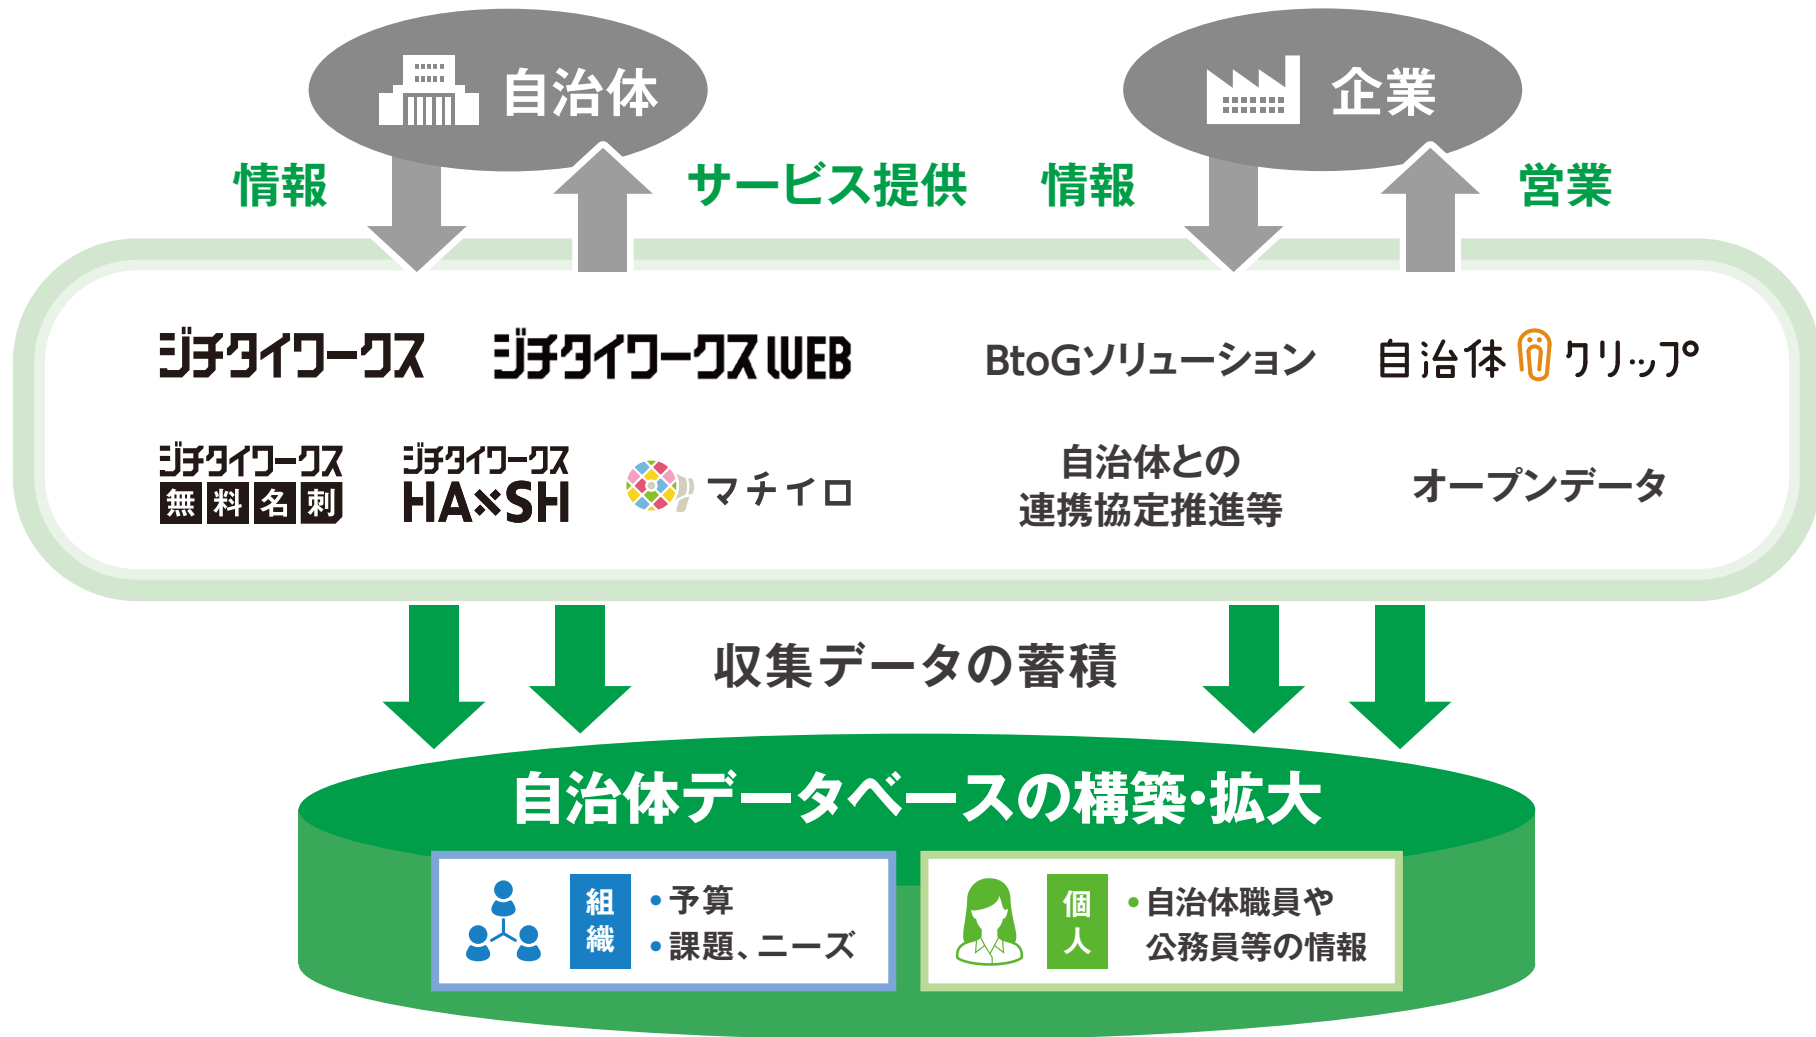 自治体
企業
情報
サービス提供
情報
営業
ジチタイワークス
ジチタイワークス WEB
BtoGソリューション
自治体クリップ
ジチタイワークス
無料名刺
ジチタイワークス
HA×SH
マチイロ
自治体との
連携協定推進等
オープンデータ
収集データの蓄積
自治体データベースの構築・拡大
組織
・予算
・課題、ニーズ
個人
・自治体職員や
公務員等の情報